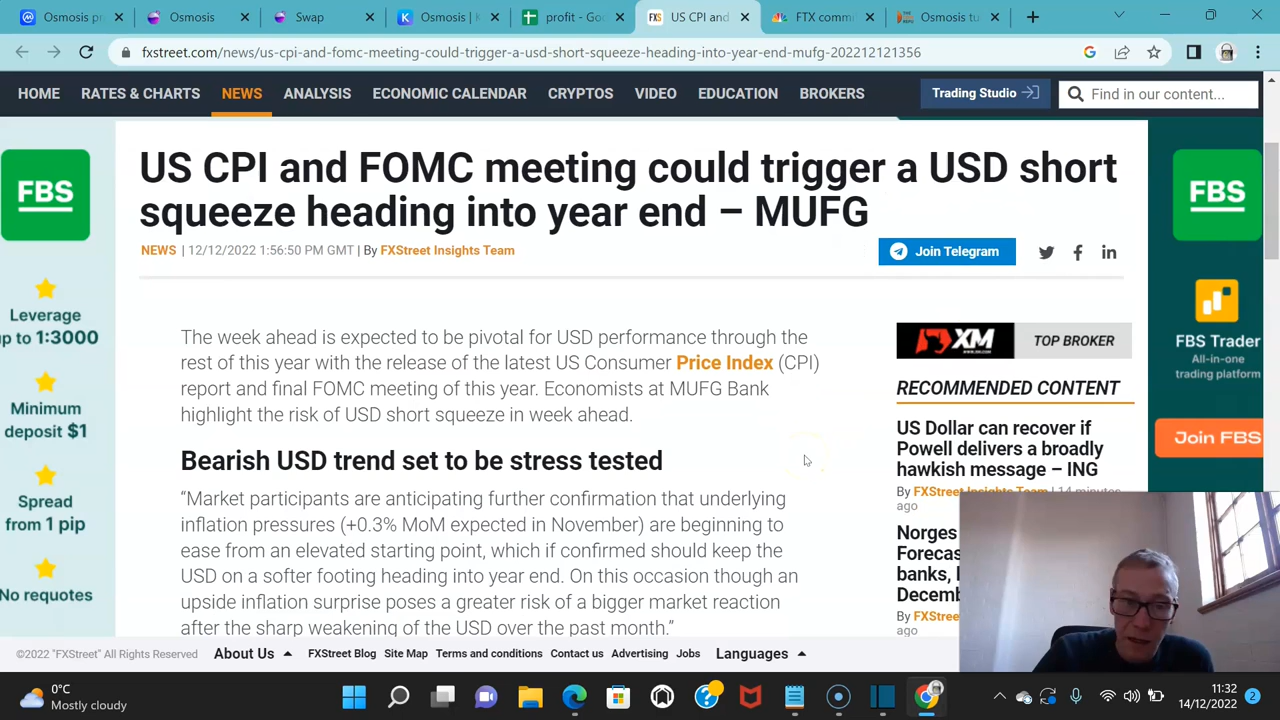 Osmosis pr
Osmosis
Swap
Osmosis | K
profit - Go
US CPI and
FTX comm
Osmosis tu
fxstreet.com/news/us-cpi-and-fomc-meeting-could-trigger-a-usd-short-squeeze-heading-into-year-end-mufg-202212121356
HOME RATES & CHARTS NEWS ANALYSIS ECONOMIC CALENDAR CRYPTOS VIDEO EDUCATION BROKERS Trading Studio Find in our content...
US CPI and FOMC meeting could trigger a USD short
squeeze heading into year end – MUFG
NEWS | 12/12/2022 1:56:50 PM GMT | By FXStreet Insights Team
Join Telegram
The week ahead is expected to be pivotal for USD performance through the
rest of this year with the release of the latest US Consumer Price Index (CPI)
report and final FOMC meeting of this year. Economists at MUFG Bank
highlight the risk of USD short squeeze in week ahead.
Bearish USD trend set to be stress tested
“Market participants are anticipating further confirmation that underlying
inflation pressures (+0.3% MoM expected in November) are beginning to
ease from an elevated starting point, which if confirmed should keep the
USD on a softer footing heading into year end. On this occasion though an
upside inflation surprise poses a greater risk of a bigger market reaction
after the sharp weakening of the USD over the past month.”
FBS
Leverage
up to 1:3000
Minimum
deposit $1
Spread
from 1 pip
No requotes
XM
TOP BROKER
RECOMMENDED CONTENT
US Dollar can recover if
Powell delivers a broadly
hawkish message – ING
By FXStreet Insights Team | 14 minutes
ago
Norges
Foreca
banks,
Decem
By FXStree
ago
FBS
FBS Trader
All-in-one
trading platform
Join FBS
©2022 "FXStreet" All Rights Reserved
About Us
FXStreet Blog Site Map Terms and conditions Contact us Advertising Jobs
Languages
0°C
Mostly cloudy
11:32
14/12/2022
2